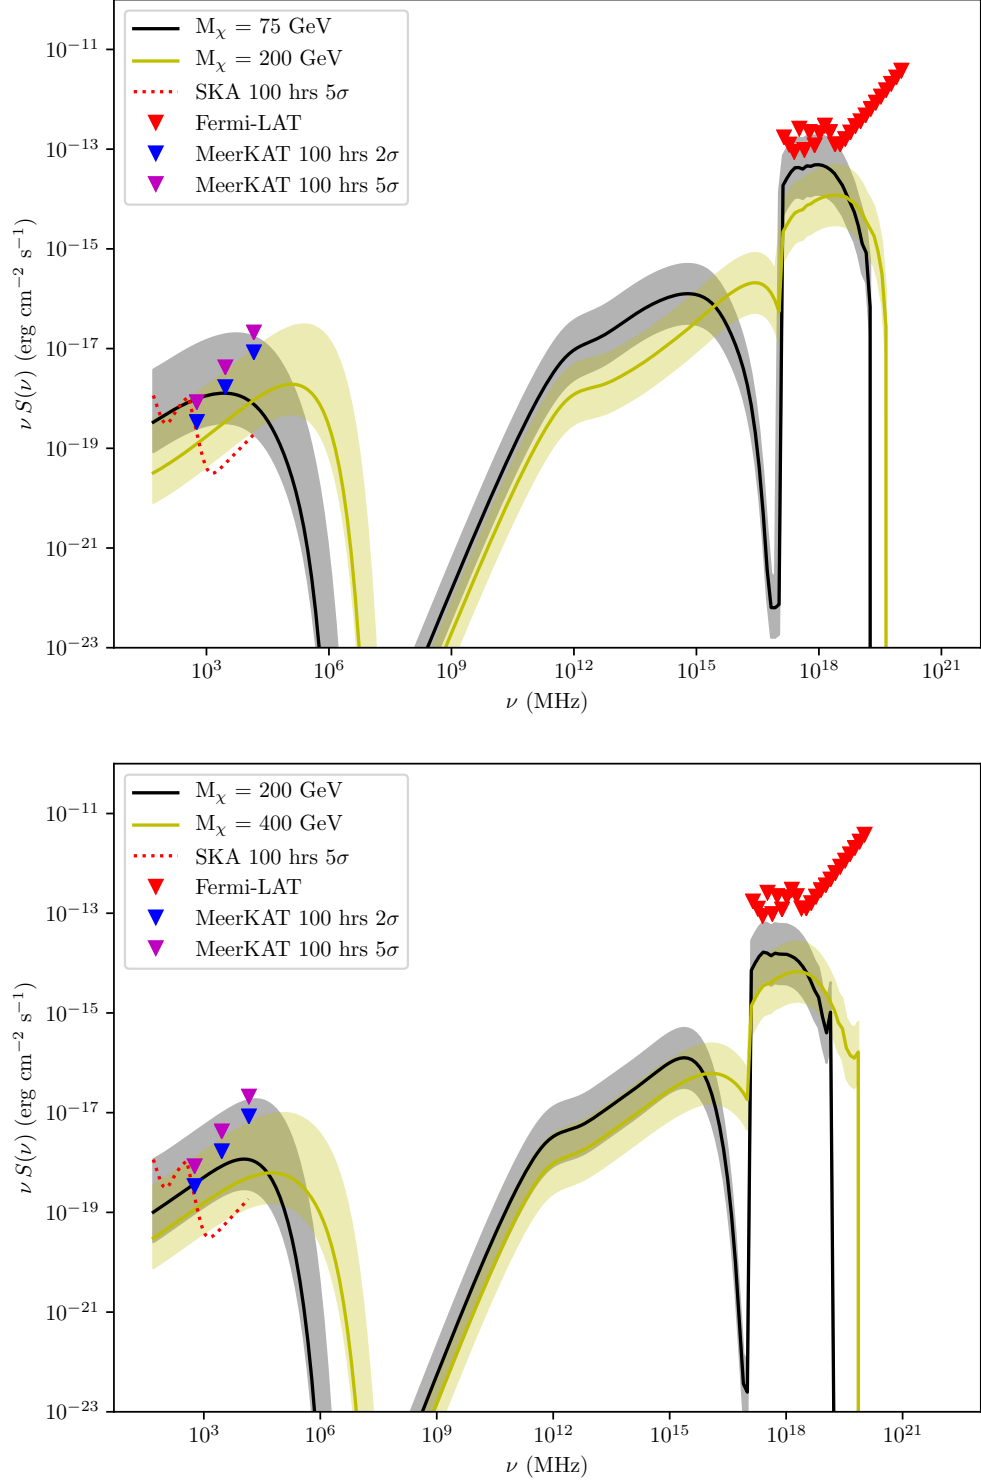 M_χ = 75 GeV
M_χ = 200 GeV
SKA 100 hrs 5σ
Fermi-LAT
MeerKAT 100 hrs 2σ
MeerKAT 100 hrs 5σ
10⁻¹¹
10⁻¹³
10⁻¹⁵
10⁻¹⁷
10⁻¹⁹
10⁻²¹
10⁻²³
ν S(ν) (erg cm⁻² s⁻¹)
10³ 10⁶ 10⁹ 10¹² 10¹⁵ 10¹⁸ 10²¹
ν (MHz)
M_χ = 200 GeV
M_χ = 400 GeV
SKA 100 hrs 5σ
Fermi-LAT
MeerKAT 100 hrs 2σ
MeerKAT 100 hrs 5σ
10⁻¹¹
10⁻¹³
10⁻¹⁵
10⁻¹⁷
10⁻¹⁹
10⁻²¹
10⁻²³
ν S(ν) (erg cm⁻² s⁻¹)
10³ 10⁶ 10⁹ 10¹² 10¹⁵ 10¹⁸ 10²¹
ν (MHz)